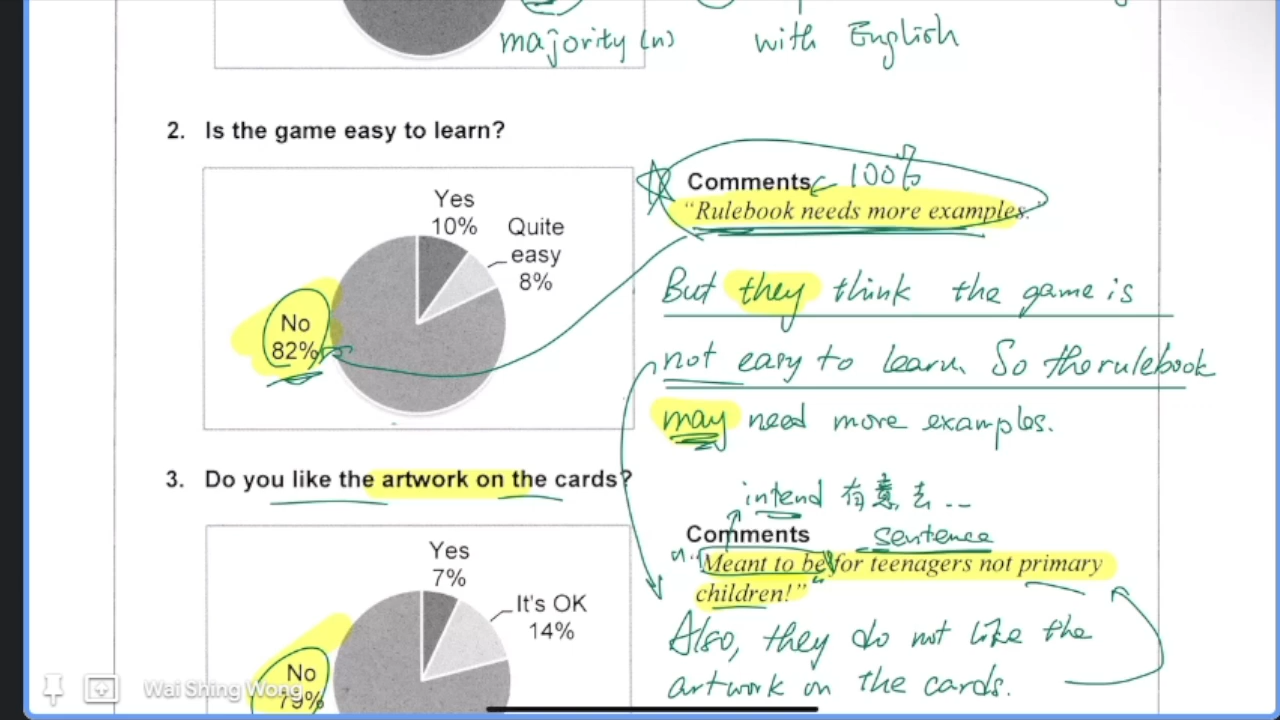 majority (n) with English
2. Is the game easy to learn?
Yes
10%
Quite
easy
8%
No
82%
Comments 100%
"Rulebook needs more examples."
But they think the game is
not easy to learn. So the rulebook
may need more examples.
3. Do you like the artwork on the cards?
Yes
7%
It's OK
14%
No
79%
intend 有意去...
Comments sentence
"Meant to be for teenagers not primary
children!"
Also, they do not like the
artwork on the cards.
Wai Shing Wong